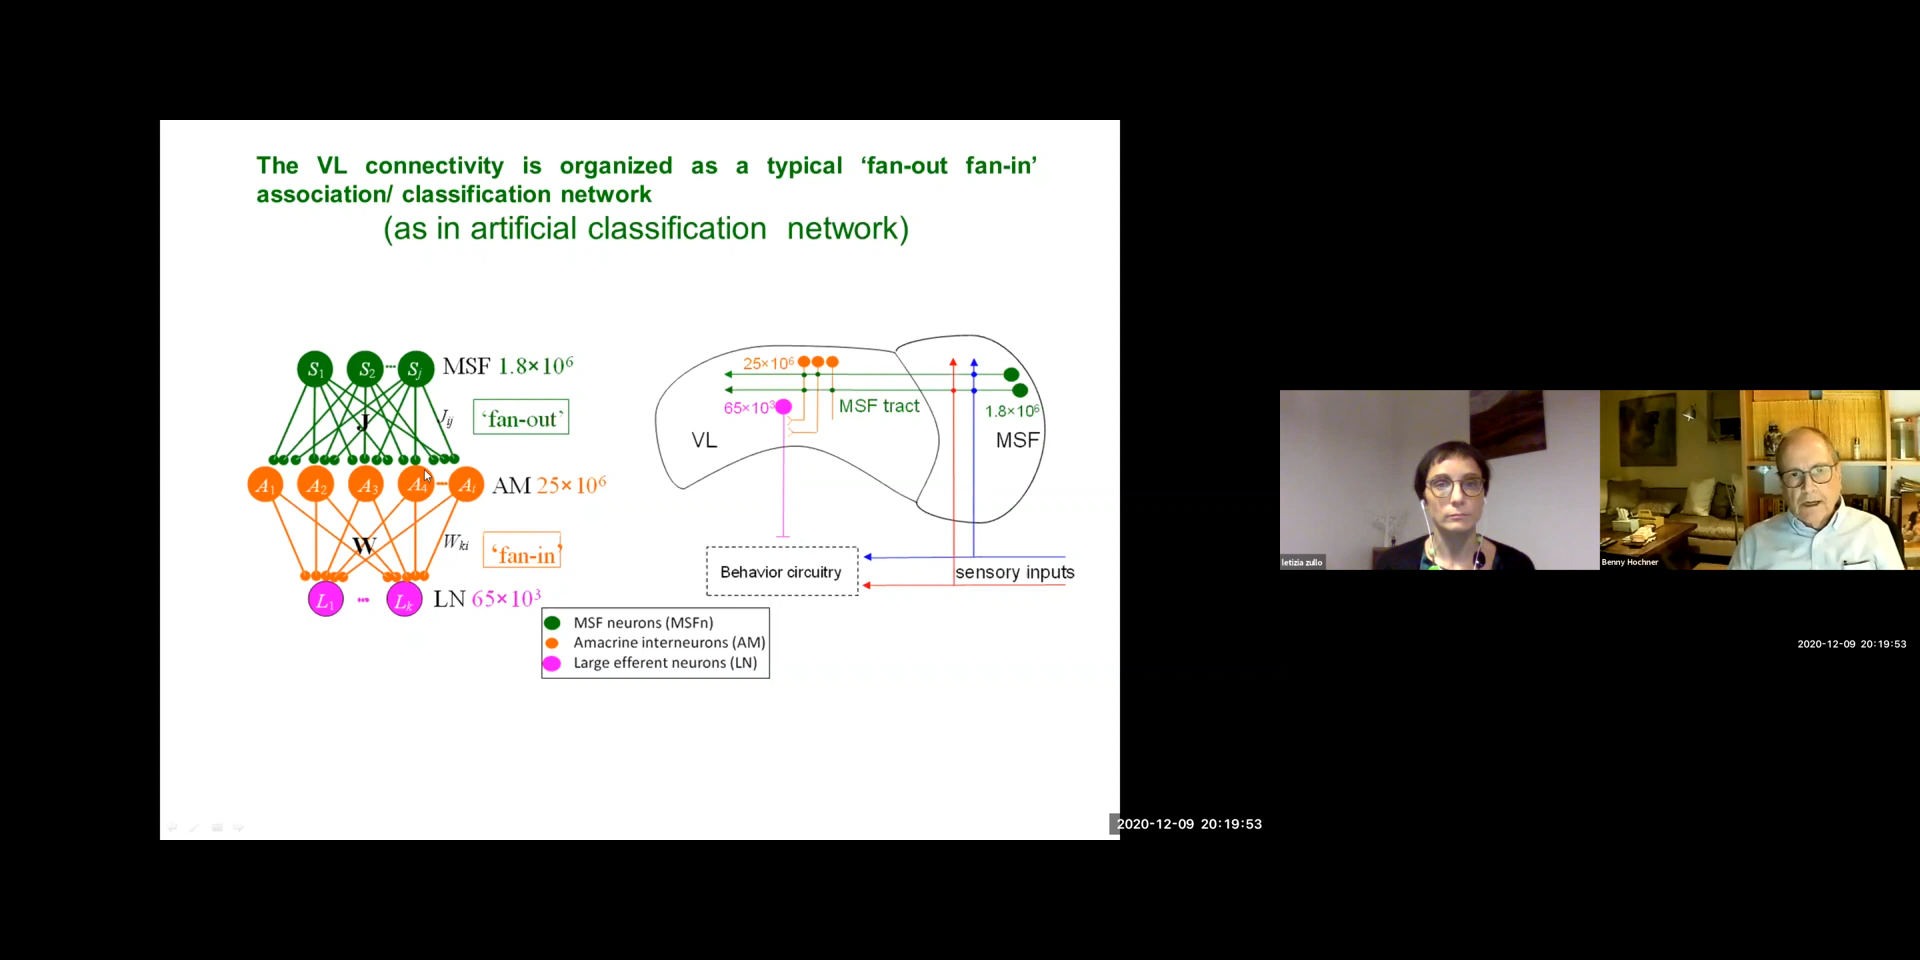 The VL connectivity is organized as a typical ‘fan-out fan-in’
association/ classification network
(as in artificial classification network)
S1 S2 ... Sj MSF 1.8×10⁶
J Jij ‘fan-out’
A1 A2 A3 A4 ... Ai AM 25×10⁶
W Wki ‘fan-in’
L1 ... Lk LN 65×10³
25×10⁶
65×10³
MSF tract
1.8×10⁶
VL
MSF
Behavior circuitry
sensory inputs
MSF neurons (MSFn)
Amacrine interneurons (AM)
Large efferent neurons (LN)
letizia zullo
Benny Hochner
2020-12-09 20:19:53
2020-12-09 20:19:53